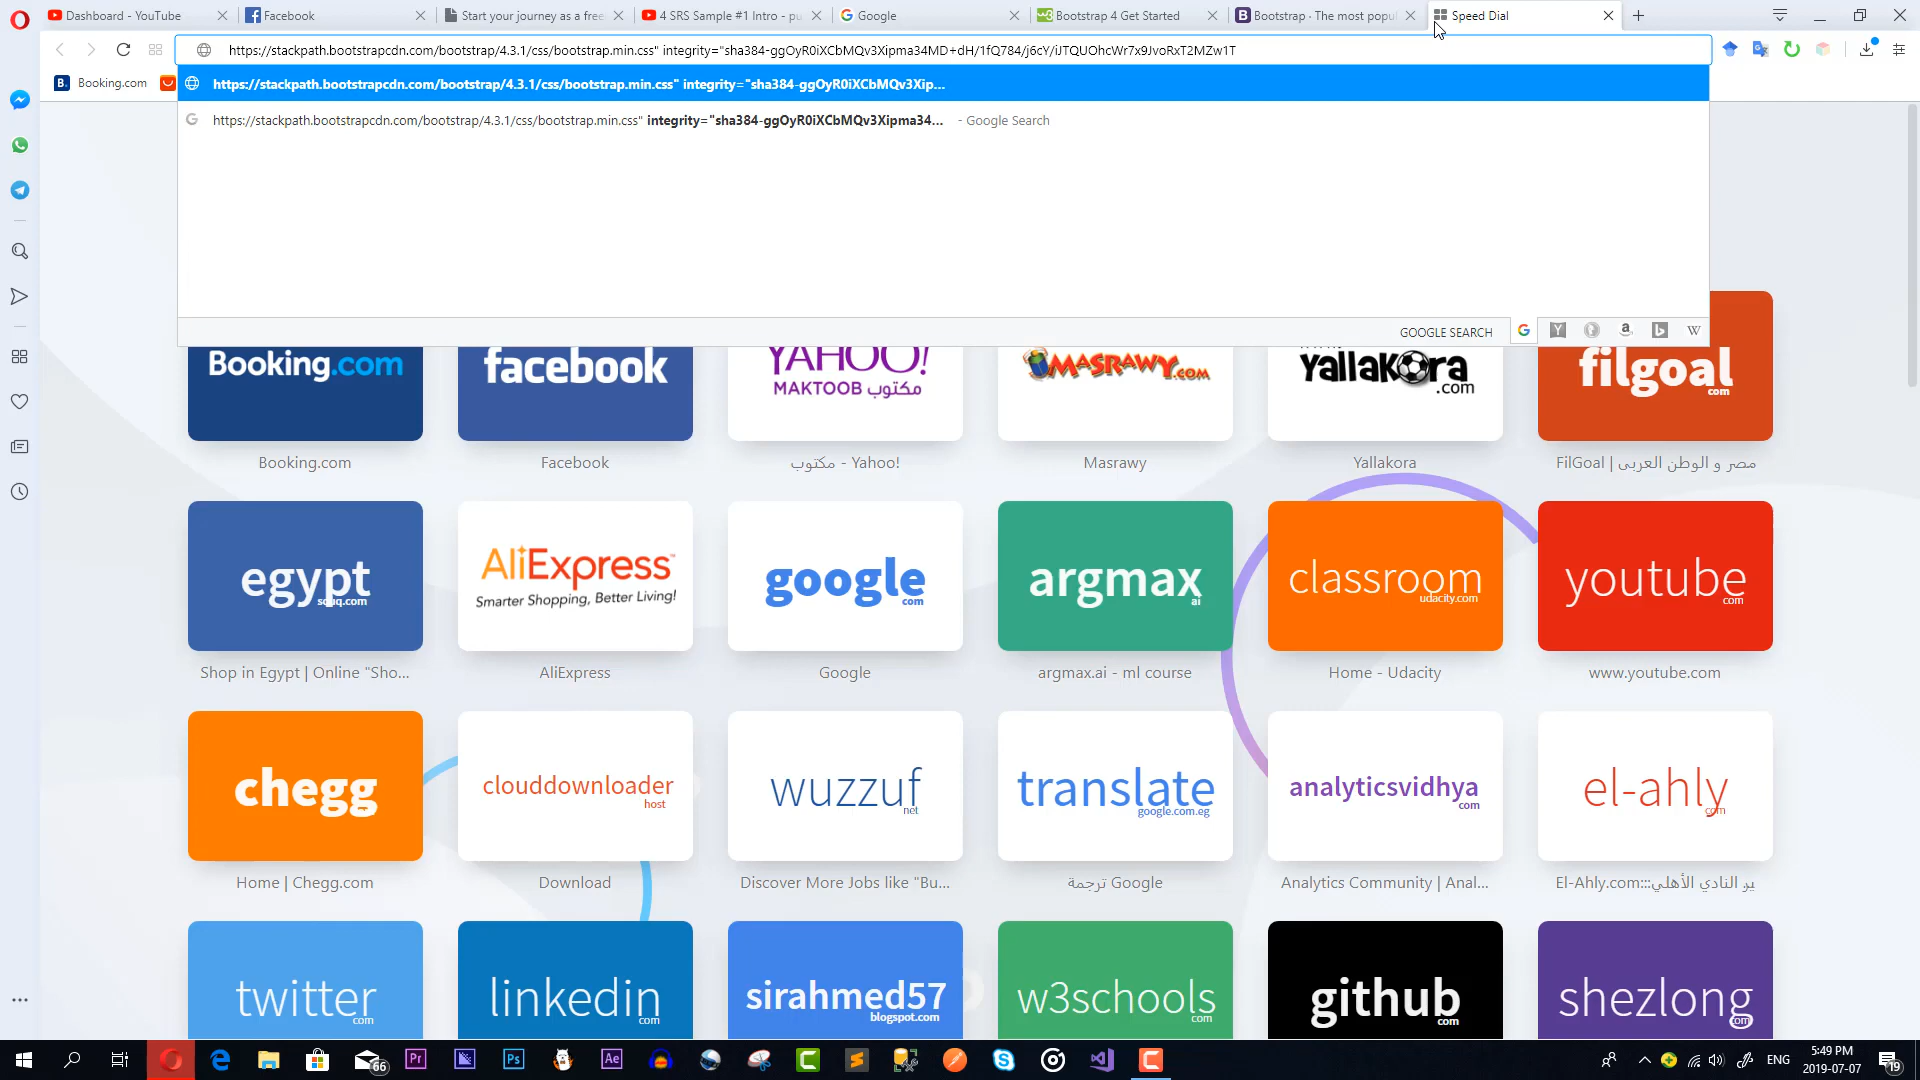 Dashboard - YouTube
Facebook
Start your journey as a free
4 SRS Sample #1 Intro - pu
Google
Bootstrap 4 Get Started
Bootstrap · The most popu
Speed Dial
https://stackpath.bootstrapcdn.com/bootstrap/4.3.1/css/bootstrap.min.css" integrity="sha384-ggOyR0iXCbMQv3Xipma34MD+dH/1fQ784/j6cY/iJTQUOhcWr7x9JvoRxT2MZw1T
Booking.com
https://stackpath.bootstrapcdn.com/bootstrap/4.3.1/css/bootstrap.min.css" integrity="sha384-ggOyR0iXCbMQv3Xip...
https://stackpath.bootstrapcdn.com/bootstrap/4.3.1/css/bootstrap.min.css" integrity="sha384-ggOyR0iXCbMQv3Xipma34... - Google Search
GOOGLE SEARCH
Booking.com
facebook
YAHOO!
MAKTOOB مكتوب
MASRAWY.com
Yallakora
.com
filgoal
com
Booking.com
Facebook
مكتوب - Yahoo!
Masrawy
Yallakora
FilGoal | مصر و الوطن العربى
egypt
souq.com
AliExpress
Smarter Shopping, Better Living!
google
com
argmax
ai
classroom
udacity.com
youtube
com
Shop in Egypt | Online "Sho...
AliExpress
Google
argmax.ai - ml course
Home - Udacity
www.youtube.com
chegg
com
clouddownloader
host
wuzzuf
net
translate
google.com.eg
analyticsvidhya
com
el-ahly
com
Home | Chegg.com
Download
Discover More Jobs like "Bu...
ترجمة Google
Analytics Community | Anal...
El-Ahly.com:::بر النادي الأهلي
twitter
com
linkedin
com
sirahmed57
blogspot.com
w3schools
com
github
com
shezlong
com
66
ENG
5:49 PM
2019-07-07
19